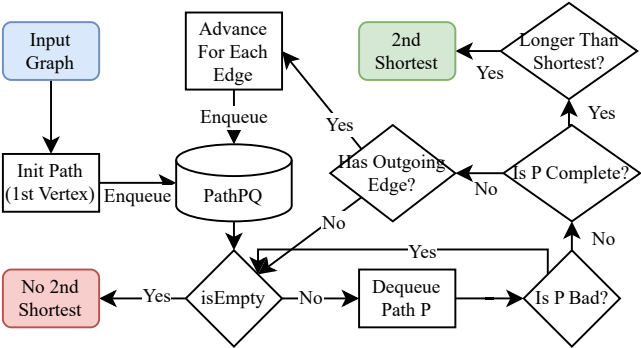 Input
Graph
Advance
For Each
Edge
2nd
Shortest
Longer Than
Shortest?
Yes
Enqueue
Yes
Yes
Init Path
(1st Vertex)
Enqueue
PathPQ
Has Outgoing
Edge?
No
Is P Complete?
No
No
Yes
No 2nd
Shortest
Yes
isEmpty
No
Dequeue
Path P
Is P Bad?